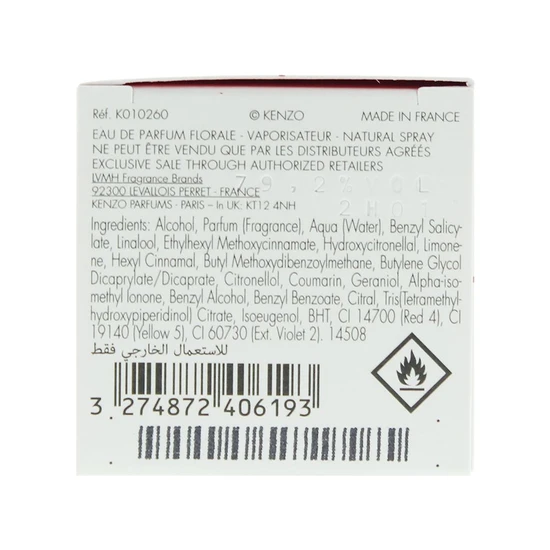 Réf. K010260 © KENZO MADE IN FRANCE
EAU DE PARFUM FLORALE - VAPORISATEUR - NATURAL SPRAY
NE PEUT ÊTRE VENDU QUE PAR LES DISTRIBUTEURS AGRÉÉS
EXCLUSIVE SALE THROUGH AUTHORIZED RETAILERS
LVMH Fragrance Brands
92300 LEVALLOIS PERRET - FRANCE
79,2% VOL
KENZO PARFUMS - PARIS – In UK: KT12 4NH
12H01
Ingredients: Alcohol, Parfum (Fragrance), Aqua (Water), Benzyl Salicy-
late, Linalool, Ethylhexyl Methoxycinnamate, Hydroxycitronellal, Limone-
ne, Hexyl Cinnamal, Butyl Methoxydibenzoylmethane, Butylene Glycol
Dicaprylate/Dicaprate, Citronellol, Coumarin, Geraniol, Alpha-iso-
methyl Ionone, Benzyl Alcohol, Benzyl Benzoate, Citral, Tris(Tetramethyl-
hydroxypiperidinol) Citrate, Isoeugenol, BHT, CI 14700 (Red 4), CI
19140 (Yellow 5), CI 60730 (Ext. Violet 2). 14508
للاستعمال الخارجي فقط
3 274872 406193